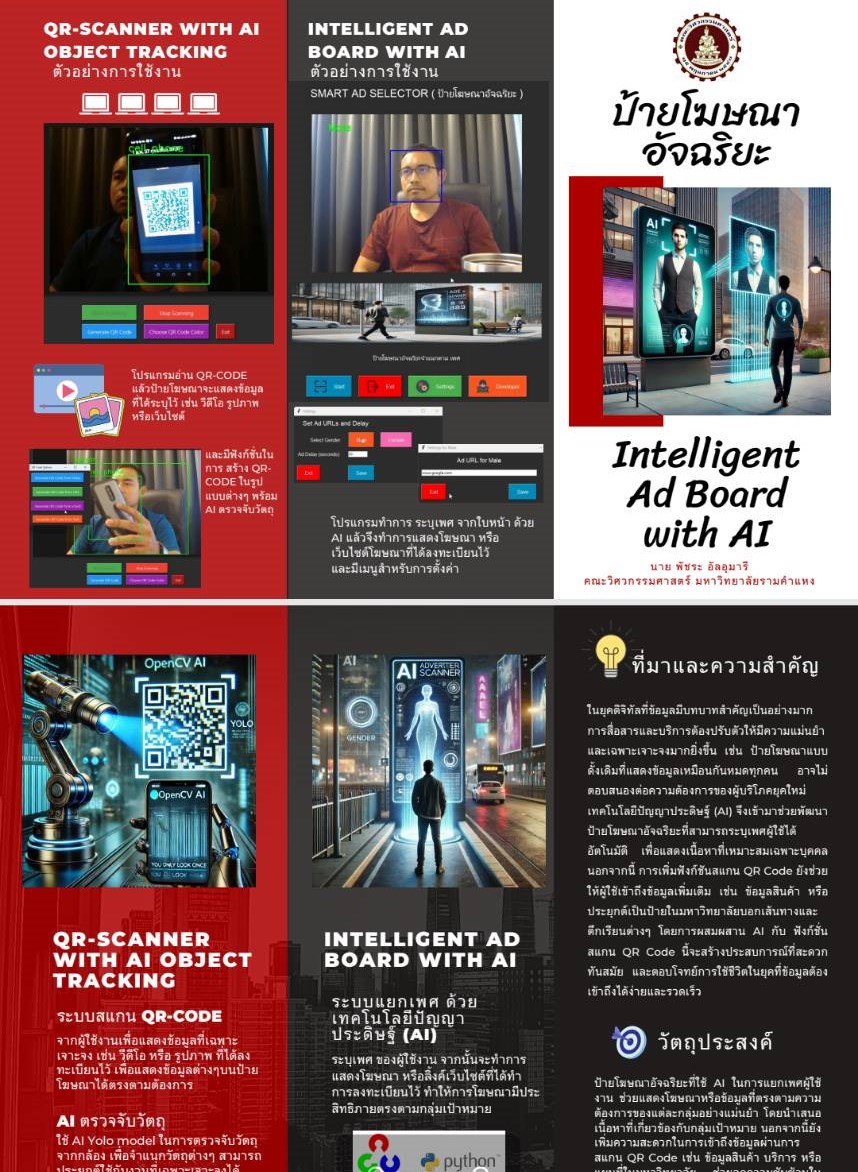 QR-SCANNER WITH AI
OBJECT TRACKING
ตัวอย่างการใช้งาน
cell phone
Stop Scanning
Generate QR Code
Choose QR Code Color
Exit
โปรแกรมอ่าน QR-CODE
แล้วป้ายโฆษณาจะแสดงข้อมูล
ที่ได้ระบุไว้ เช่น วีดีโอ รูปภาพ
หรือเว็บไซต์
และมีฟังก์ชั่นใน
การ สร้าง QR-
CODE ในรูป
แบบต่างๆ พร้อม
AI ตรวจจับวัตถุ
INTELLIGENT AD
BOARD WITH AI
ตัวอย่างการใช้งาน
SMART AD SELECTOR ( ป้ายโฆษณาอัจฉริยะ )
ป้ายโฆษณาอัจฉริยะจำแนกตาม เพศ
Start
Exit
Settings
Developer
Set Ad URLs and Delay
Select Gender
Male
Female
Ad Delay (seconds)
Exit
Save
Ad URL for Male
www.google.com
Exit
Save
โปรแกรมทำการ ระบุเพศ จากใบหน้า ด้วย
AI แล้วจึงทำการแสดงโฆษณา หรือ
เว็บไซต์โฆษณาที่ได้ลงทะเบียนไว้
และมีเมนูสำหรับการตั้งค่า
ป้ายโฆษณา
อัจฉริยะ
AI
Intelligent
Ad Board
with AI
นาย พัชระ อัลอุมารี
คณะวิศวกรรมศาสตร์ มหาวิทยาลัยรามคำแหง
OpenCV AI
YOLO
OpenCV AI
YOU ONLY LOOK ONCE
QR-SCANNER
WITH AI OBJECT
TRACKING
ระบบสแกน QR-CODE
จากผู้ใช้งานเพื่อแสดงข้อมูลที่เฉพาะ
เจาะจง เช่น วีดีโอ หรือ รูปภาพ ที่ได้ลง
ทะเบียนไว้ เพื่อแสดงข้อมูลต่างๆบนป้าย
โฆษณาได้ตรงตามต้องการ
AI ตรวจจับวัตถุ
ใช้ AI Yolo model ในการตรวจจับวัตถุ
จากกล้อง เพื่อจำแนกวัตถุต่างๆ สามารถ
ประยุกต์ใช้กับงานที่เฉพาะเจาะจงได้
AI
AI ADVERTTER
SCANNER
GENDER
INTELLIGENT AD
BOARD WITH AI
ระบบแยกเพศ ด้วย
เทคโนโลยีปัญญา
ประดิษฐ์ (AI)
ระบุเพศ ของผู้ใช้งาน จากนั้นจะทำการ
แสดงโฆษณา หรือลิ้งค์เว็บไซต์ที่ได้ทำ
การลงทะเบียนไว้ ทำให้การโฆษณามีประ
สิทธิภายตรงตามกลุ่มเป้าหมาย
python
ที่มาและความสำคัญ
ในยุคดิจิทัลที่ข้อมูลมีบทบาทสำคัญเป็นอย่างมาก
การสื่อสารและบริการต้องปรับตัวให้มีความแม่นยำ
และเฉพาะเจาะจงมากยิ่งขึ้น เช่น ป้ายโฆษณาแบบ
ดั้งเดิมที่แสดงข้อมูลเหมือนกันหมดทุกคน อาจไม่
ตอบสนองต่อความต้องการของผู้บริโภคยุคใหม่
เทคโนโลยีปัญญาประดิษฐ์ (AI) จึงเข้ามาช่วยพัฒนา
ป้ายโฆษณาอัจฉริยะที่สามารถระบุเพศผู้ใช้ได้
อัตโนมัติ เพื่อแสดงเนื้อหาที่เหมาะสมเฉพาะบุคคล
นอกจากนี้ การเพิ่มฟังก์ชันสแกน QR Code ยังช่วย
ให้ผู้ใช้เข้าถึงข้อมูลเพิ่มเติม เช่น ข้อมูลสินค้า หรือ
ประยุกต์เป็นป้ายในมหาวิทยาลัยบอกเส้นทางและ
ตึกเรียนต่างๆ โดยการผสมผสาน AI กับ ฟังก์ชั่น
สแกน QR Code นี้จะสร้างประสบการณ์ที่สะดวก
ทันสมัย และตอบโจทย์การใช้ชีวิตในยุคที่ข้อมูลต้อง
เข้าถึงได้ง่ายและรวดเร็ว
วัตถุประสงค์
ป้ายโฆษณาอัจฉริยะที่ใช้ AI ในการแยกเพศผู้ใช้
งาน ช่วยแสดงโฆษณาหรือข้อมูลที่ตรงตามความ
ต้องการของแต่ละกลุ่มอย่างแม่นยำ โดยนำเสนอ
เนื้อหาที่เกี่ยวข้องกับกลุ่มเป้าหมาย นอกจากนี้ยัง
เพิ่มความสะดวกในการเข้าถึงข้อมูลผ่านการ
สแกน QR Code เช่น ข้อมูลสินค้า บริการ หรือ